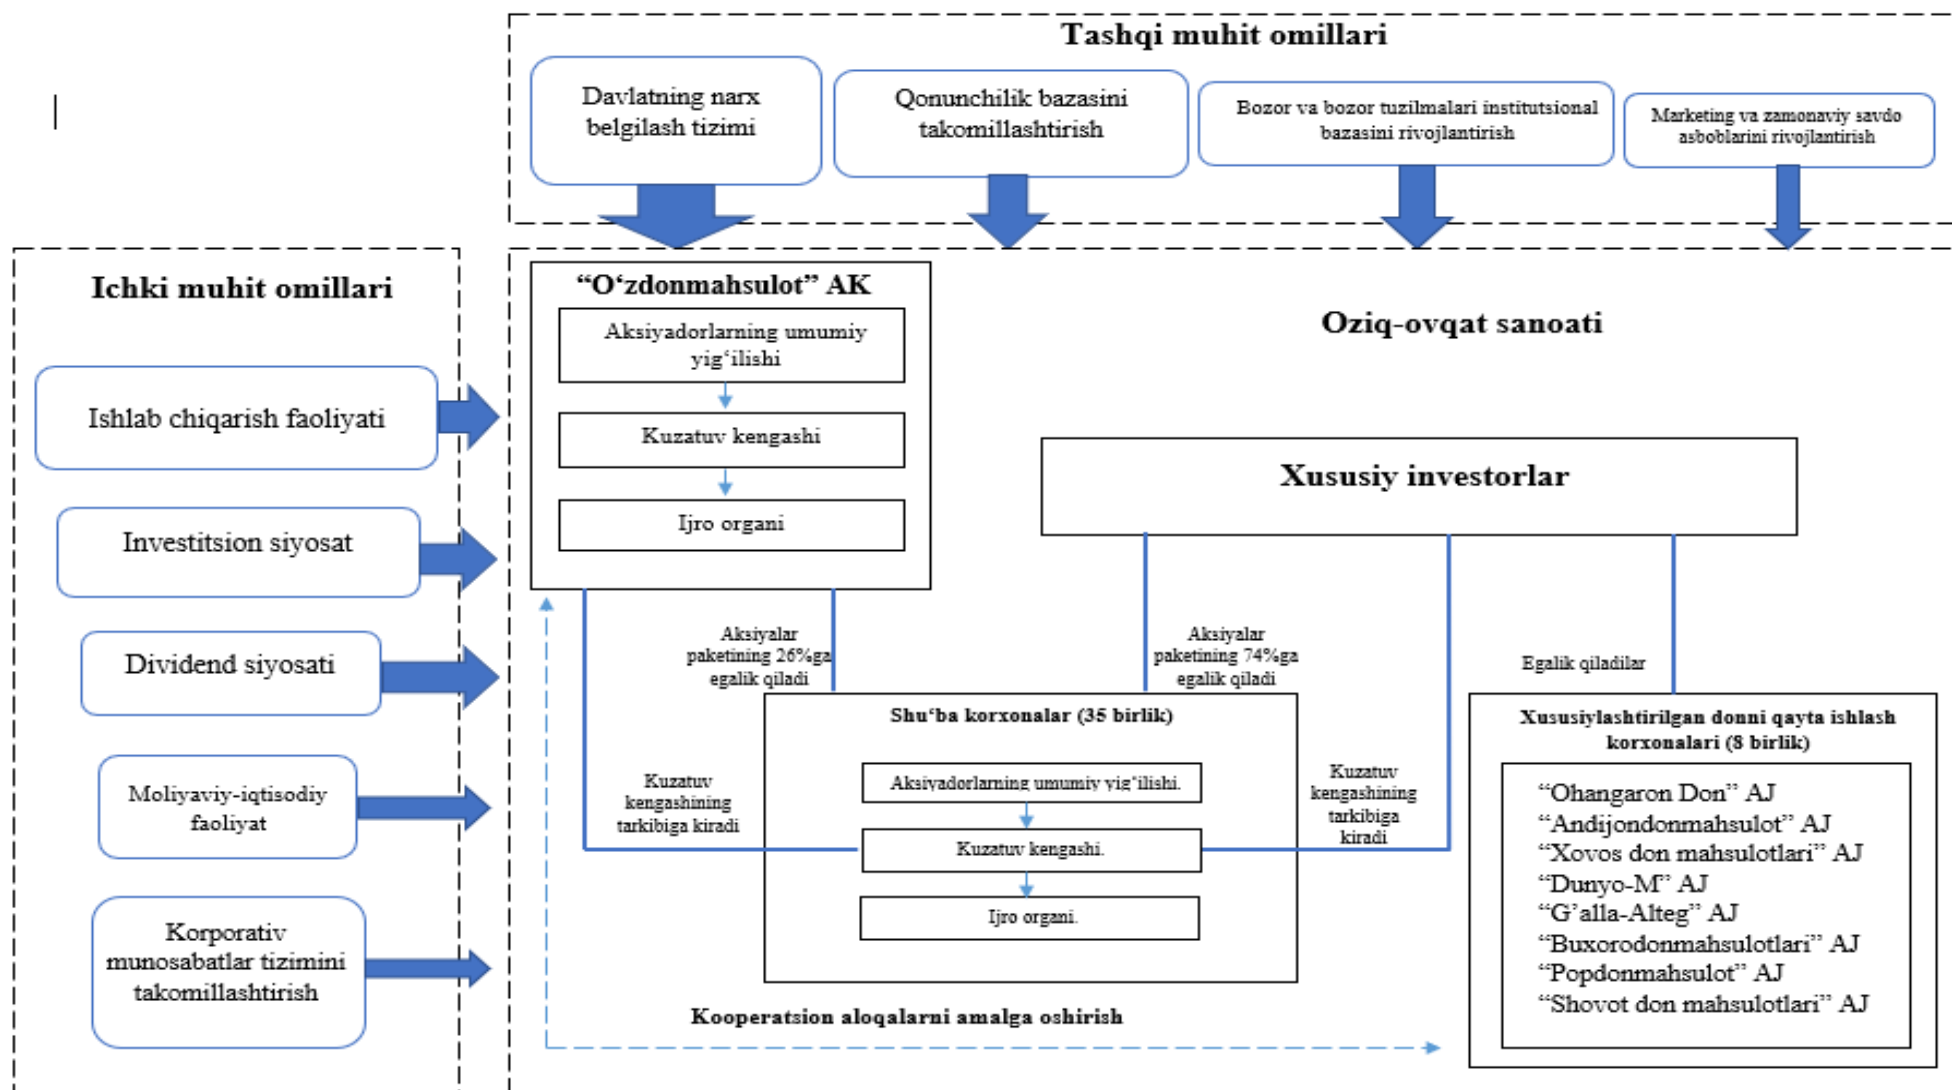 Tashqi muhit omillari
Davlatning narx
belgilash tizimi
Qonunchilik bazasini
takomillashtirish
Bozor va bozor tuzilmalari institutsional
bazasini rivojlantirish
Marketing va zamonaviy savdo
asboblarini rivojlantirish
Ichki muhit omillari
Ishlab chiqarish faoliyati
Investitsion siyosat
Dividend siyosati
Moliyaviy-iqtisodiy
faoliyat
Korporativ
munosabatlar tizimini
takomillashtirish
“O‘zdonmahsulot” AK
Aksiyadorlarning umumiy
yig‘ilishi
Kuzatuv kengashi
Ijro organi
Oziq-ovqat sanoati
Xususiy investorlar
Aksiyalar
paketining 26%ga
egalik qiladi
Aksiyalar
paketining 74%ga
egalik qiladi
Egalik qiladilar
Shu‘ba korxonalar (35 birlik)
Aksiyadorlarning umumiy yig‘ilishi.
Kuzatuv kengashi.
Ijro organi.
Kuzatuv
kengashining
tarkibiga kiradi
Kuzatuv
kengashining
tarkibiga
kiradi
Xususiylashtirilgan donni qayta ishlash
korxonalari (8 birlik)
“Ohangaron Don” AJ
“Andijondonmahsulot” AJ
“Xovos don mahsulotlari” AJ
“Dunyo-M” AJ
“G’alla-Alteg” AJ
“Buxorodonmahsulotlari” AJ
“Popdonmahsulot” AJ
“Shovot don mahsulotlari” AJ
Kooperatsion aloqalarni amalga oshirish